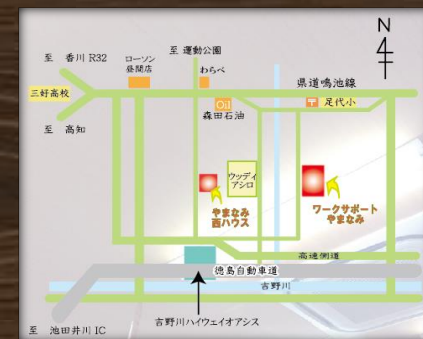 N
至 運動公園
至 香川 R32
ローソン
昼間店
わらべ
県道鳴池線
三好高校
Oil
足代小
森田石油
至 高知
ウッディ
アシロ
やまなみ
西ハウス
ワークサポート
やまなみ
高速側道
徳島自動車道
吉野川
吉野川ハイウェイオアシス
至 池田井川 IC